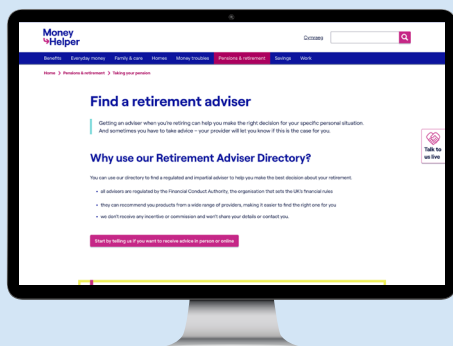 Money
Helper
Cymraeg
Benefits Everyday money Family & care Homes Money troubles Pensions & retirement Savings Work
Home > Pensions & retirement > Taking your pension
Find a retirement adviser
Getting an adviser when you're retiring can help you make the right decision for your specific personal situation.
And sometimes you have to take advice – your provider will let you know if this is the case for you.
Talk to
us live
Why use our Retirement Adviser Directory?
You can use our directory to find a regulated and impartial adviser to help you make the best decision about your retirement.
• all advisers are regulated by the Financial Conduct Authority, the organisation that sets the UK's financial rules
• they can recommend you products from a wide range of providers, making it easier to find the right one for you
• we don't receive any incentive or commission and won't share your details or contact you.
Start by telling us if you want to receive advice in person or online